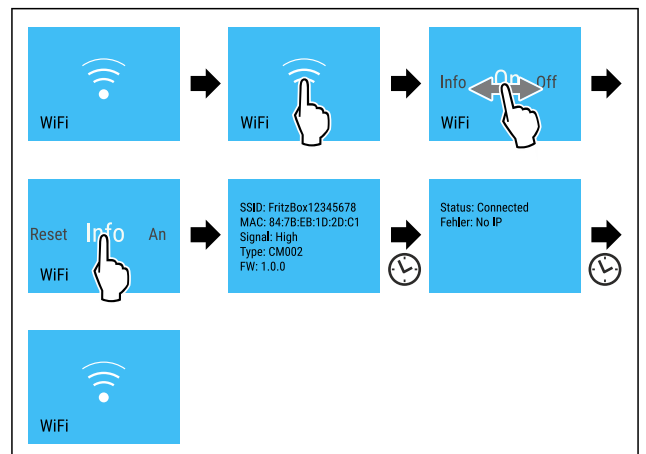 WiFi
WiFi
Info On Off
WiFi
Reset Info An
WiFi
SSID: FritzBox12345678
MAC: 84:7B:EB:1D:2D:C1
Signal: High
Type: CM002
FW: 1.0.0
Status: Connected
Fehler: No IP
WiFi